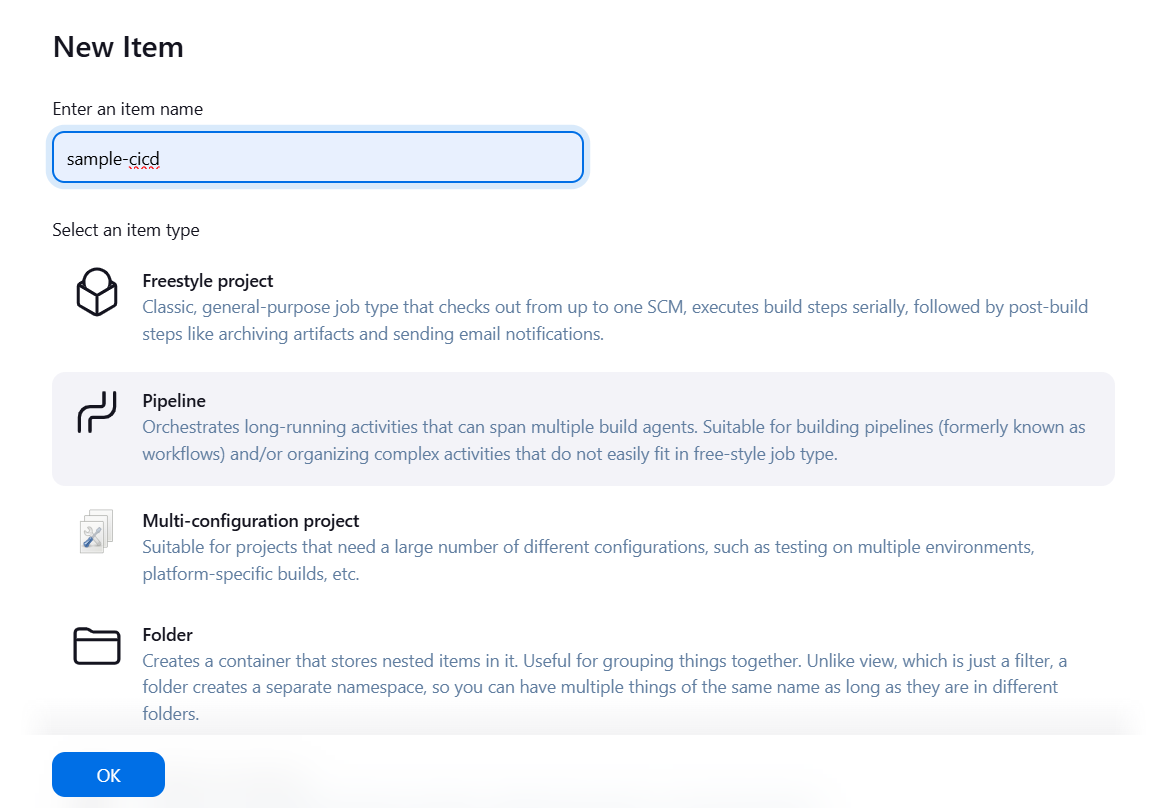 New Item
Enter an item name
sample-cicd
Select an item type
Freestyle project
Classic, general-purpose job type that checks out from up to one SCM, executes build steps serially, followed by post-build
steps like archiving artifacts and sending email notifications.
Pipeline
Orchestrates long-running activities that can span multiple build agents. Suitable for building pipelines (formerly known as
workflows) and/or organizing complex activities that do not easily fit in free-style job type.
Multi-configuration project
Suitable for projects that need a large number of different configurations, such as testing on multiple environments,
platform-specific builds, etc.
Folder
Creates a container that stores nested items in it. Useful for grouping things together. Unlike view, which is just a filter, a
folder creates a separate namespace, so you can have multiple things of the same name as long as they are in different
folders.
OK